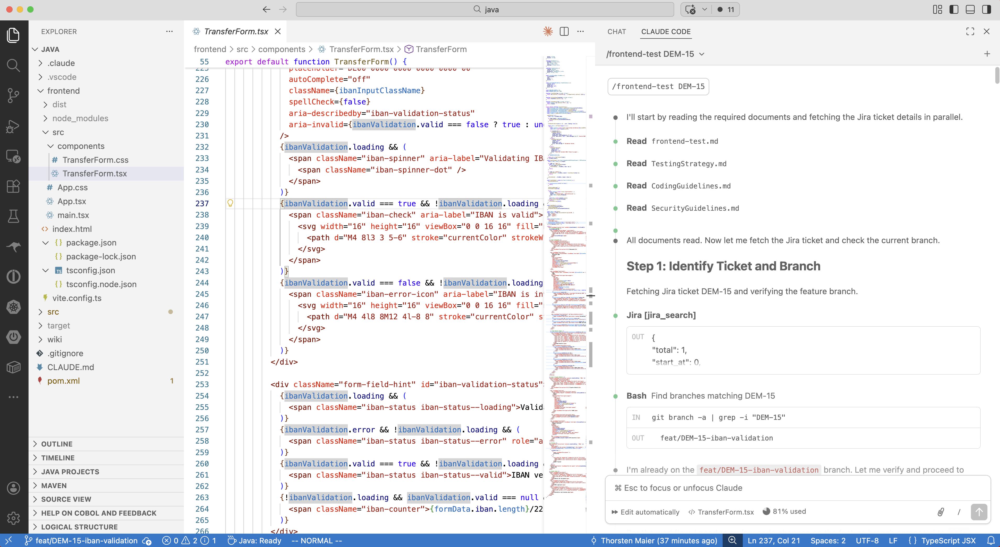 java
11
EXPLORER
JAVA
.claude
.vscode
frontend
dist
node_modules
src
components
TransferForm.css
TransferForm.tsx
App.css
App.tsx
main.tsx
index.html
package.json
package-lock.json
tsconfig.json
tsconfig.node.json
vite.config.ts
src
target
wiki
.gitignore
CLAUDE.md
pom.xml 1
OUTLINE
TIMELINE
JAVA PROJECTS
MAVEN
SOURCE VIEW
HELP ON COBOL AND FEEDBACK
LOGICAL STRUCTURE
TransferForm.tsx
frontend > src > components > TransferForm.tsx > TransferForm
55 export default function TransferForm() {
225 placeholder="DE00 0000 0000 0000 0000 00"
226 autoComplete="off"
227 className={ibanInputClassName}
228 spellCheck={false}
229 aria-describedby="iban-validation-status"
230 aria-invalid={ibanValidation.valid === false ? true : un
231 />
232 {ibanValidation.loading && (
233 <span className="iban-spinner" aria-label="Validating IB
234 <span className="iban-spinner-dot" />
235 </span>
236 )}
237 {ibanValidation.valid === true && !ibanValidation.loading
238 <span className="iban-check" aria-label="IBAN is valid">
239 <svg width="16" height="16" viewBox="0 0 16 16" fill="
240 <path d="M4 8l3 3 5-6" stroke="currentColor" strokeW
241 </svg>
242 </span>
243 )}
244 {ibanValidation.valid === false && !ibanValidation.loading
245 <span className="iban-error-icon" aria-label="IBAN is in
246 <svg width="16" height="16" viewBox="0 0 16 16" fill="
247 <path d="M4 4l8 8M12 4l-8 8" stroke="currentColor" s
248 </svg>
249 </span>
250 )}
251 </div>
252
253 <div className="form-field-hint" id="iban-validation-status"
254 {ibanValidation.loading && (
255 <span className="iban-status iban-status--loading">Valid
256 )}
257 {ibanValidation.error && !ibanValidation.loading && (
258 <span className="iban-status iban-status--error" role="a
259 )}
260 {ibanValidation.valid === true && !ibanValidation.loading
261 <span className="iban-status iban-status--valid">IBAN ve
262 )}
263 {!ibanValidation.loading && ibanValidation.valid === null
264 <span className="iban-counter">{formData.iban.length}/22
265 )}
266 </div>
CHAT CLAUDE CODE
/frontend-test DEM-15
/frontend-test DEM-15
I'll start by reading the required documents and fetching the Jira ticket details in parallel.
Read frontend-test.md
Read TestingStrategy.md
Read CodingGuidelines.md
Read SecurityGuidelines.md
All documents read. Now let me fetch the Jira ticket and check the current branch.
Step 1: Identify Ticket and Branch
Fetching Jira ticket DEM-15 and verifying the feature branch.
Jira [jira_search]
OUT {
"total": 1,
"start_at": 0,
Bash Find branches matching DEM-15
IN git branch -a | grep -i "DEM-15"
OUT feat/DEM-15-iban-validation
I'm already on the feat/DEM-15-iban-validation branch. Let me verify and proceed to
⌘ Esc to focus or unfocus Claude
Edit automatically </> TransferForm.tsx 81% used /
feat/DEM-15-iban-validation 0 2 1 Java: Ready -- NORMAL -- Thorsten Maier (37 minutes ago) Ln 237, Col 21 Spaces: 2 UTF-8 LF {} TypeScript JSX